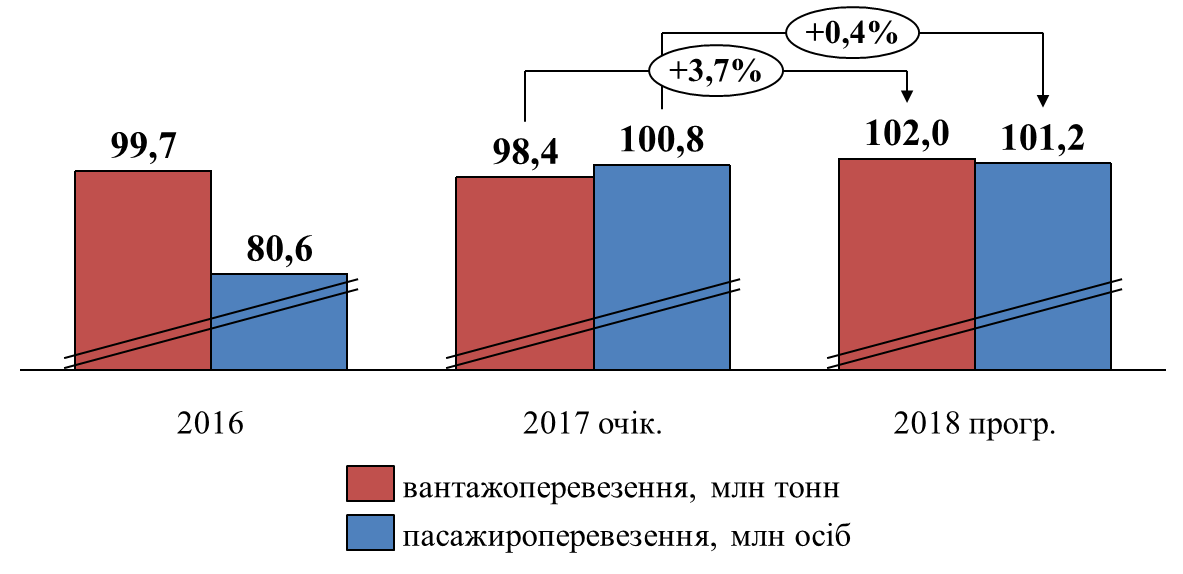 +0,4%
+3,7%
99,7
80,6
98,4
100,8
102,0
101,2
2016
2017 очік.
2018 прогр.
вантажоперевезення, млн тонн
пасажироперевезення, млн осіб